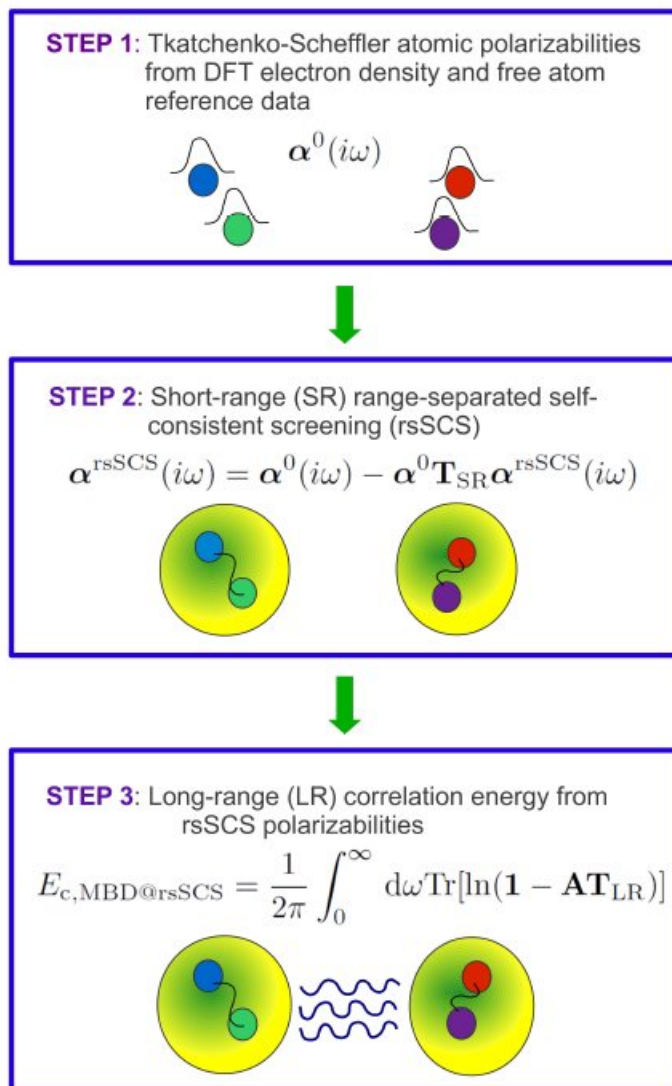 STEP 1: Tkatchenko-Scheffler atomic polarizabilities
from DFT electron density and free atom
reference data
α⁰(iω)
STEP 2: Short-range (SR) range-separated self-
consistent screening (rsSCS)
α^rsSCS(iω) = α⁰(iω) − α⁰T_SR α^rsSCS(iω)
STEP 3: Long-range (LR) correlation energy from
rsSCS polarizabilities
E_c,MBD@rsSCS = 1/2π ∫₀^∞ dωTr[ln(1 − AT_LR)]